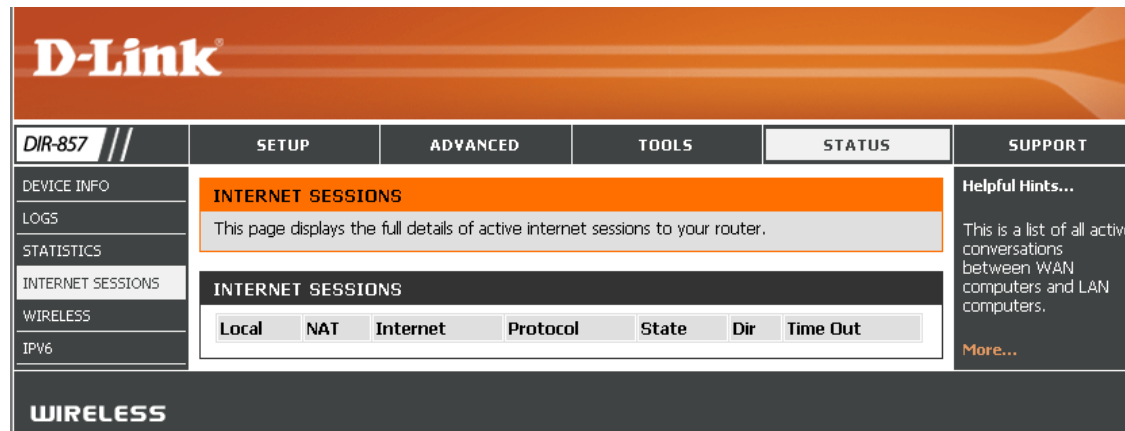 D-Link®
DIR-857
SETUP
ADVANCED
TOOLS
STATUS
SUPPORT
DEVICE INFO
LOGS
STATISTICS
INTERNET SESSIONS
WIRELESS
IPV6
INTERNET SESSIONS
This page displays the full details of active internet sessions to your router.
INTERNET SESSIONS
Local NAT Internet Protocol State Dir Time Out
Helpful Hints...
This is a list of all activ
conversations
between WAN
computers and LAN
computers.
More...
WIRELESS